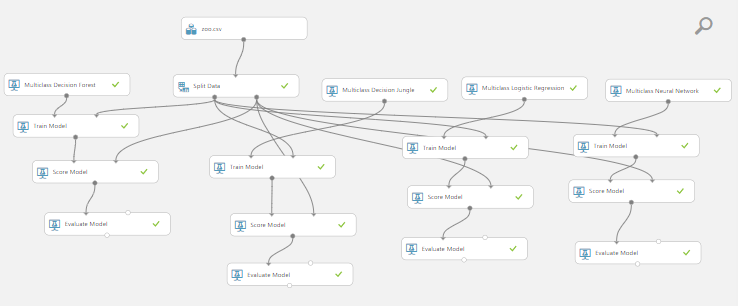 zoo.csv
Multiclass Decision Forest
Split Data
Multiclass Decision Jungle
Multiclass Logistic Regression
Multiclass Neural Network
Train Model
Train Model
Train Model
Train Model
Score Model
Score Model
Score Model
Score Model
Evaluate Model
Evaluate Model
Evaluate Model
Evaluate Model